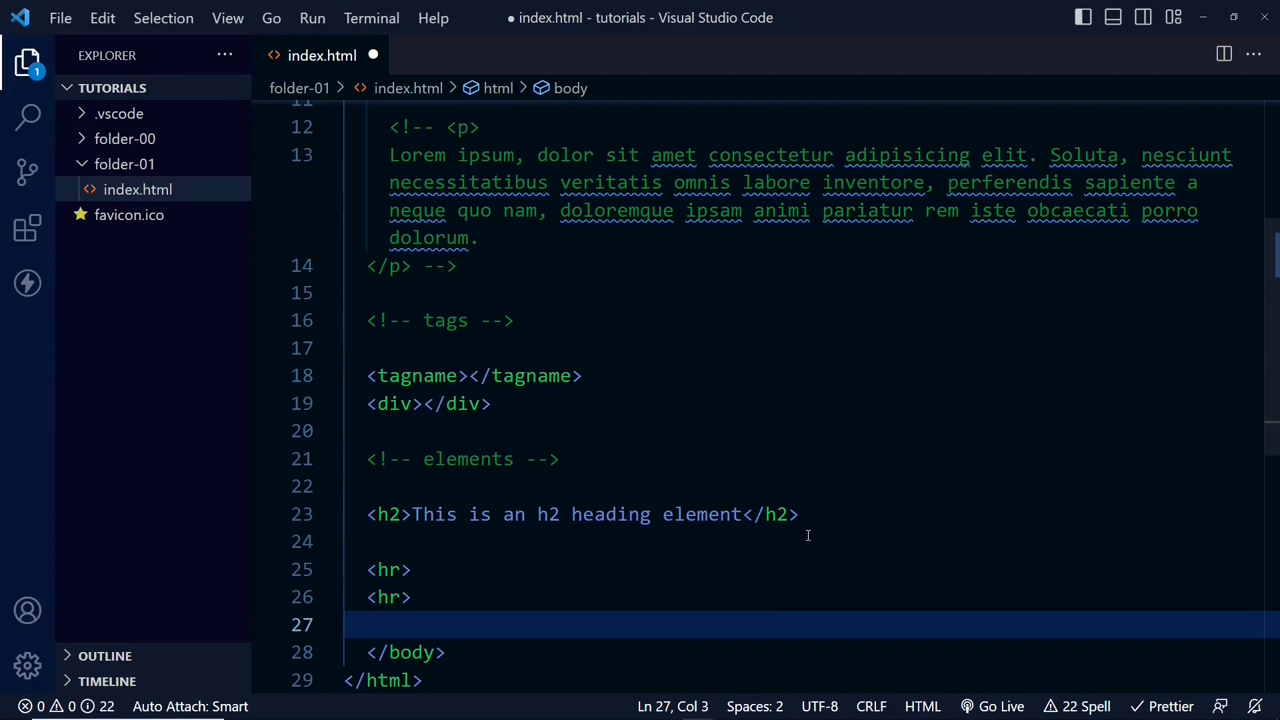 File Edit Selection View Go Run Terminal Help ● index.html - tutorials - Visual Studio Code
EXPLORER ···
1
TUTORIALS
.vscode
folder-00
folder-01
<> index.html
favicon.ico
OUTLINE
TIMELINE
<> index.html ●
folder-01 > <> index.html > html > body
11
12 <!-- <p>
13 Lorem ipsum, dolor sit amet consectetur adipisicing elit. Soluta, nesciunt
necessitatibus veritatis omnis labore inventore, perferendis sapiente a
neque quo nam, doloremque ipsam animi pariatur rem iste obcaecati porro
dolorum.
14 </p> -->
15
16 <!-- tags -->
17
18 <tagname></tagname>
19 <div></div>
20
21 <!-- elements -->
22
23 <h2>This is an h2 heading element</h2>
24
25 <hr>
26 <hr>
27
28 </body>
29 </html>
0 0 22 Auto Attach: Smart Ln 27, Col 3 Spaces: 2 UTF-8 CRLF HTML Go Live 22 Spell Prettier